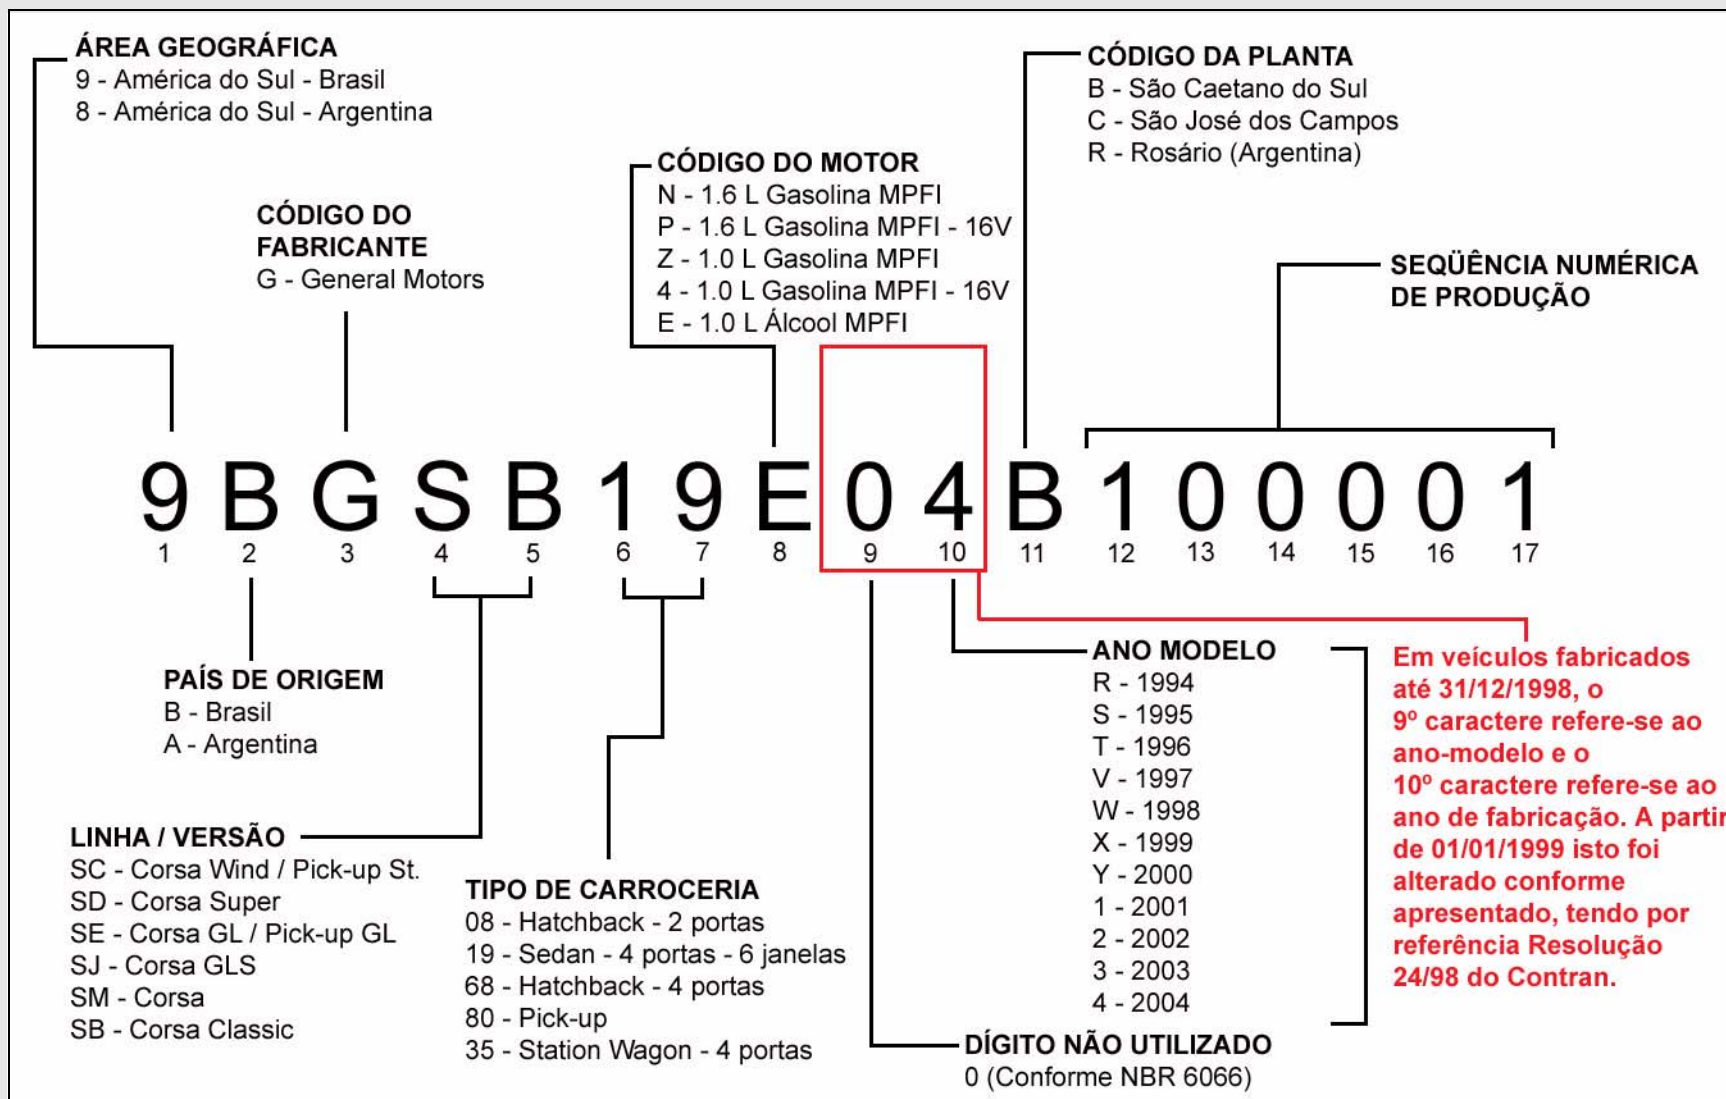 ÁREA GEOGRÁFICA
9 - América do Sul - Brasil
8 - América do Sul - Argentina
CÓDIGO DO
FABRICANTE
G - General Motors
CÓDIGO DO MOTOR
N - 1.6 L Gasolina MPFI
P - 1.6 L Gasolina MPFI - 16V
Z - 1.0 L Gasolina MPFI
4 - 1.0 L Gasolina MPFI - 16V
E - 1.0 L Álcool MPFI
CÓDIGO DA PLANTA
B - São Caetano do Sul
C - São José dos Campos
R - Rosário (Argentina)
SEQÜÊNCIA NUMÉRICA
DE PRODUÇÃO
9 B G S B 1 9 E 0 4 B 1 0 0 0 0 1
1 2 3 4 5 6 7 8 9 10 11 12 13 14 15 16 17
PAÍS DE ORIGEM
B - Brasil
A - Argentina
LINHA / VERSÃO
SC - Corsa Wind / Pick-up St.
SD - Corsa Super
SE - Corsa GL / Pick-up GL
SJ - Corsa GLS
SM - Corsa
SB - Corsa Classic
TIPO DE CARROCERIA
08 - Hatchback - 2 portas
19 - Sedan - 4 portas - 6 janelas
68 - Hatchback - 4 portas
80 - Pick-up
35 - Station Wagon - 4 portas
ANO MODELO
R - 1994
S - 1995
T - 1996
V - 1997
W - 1998
X - 1999
Y - 2000
1 - 2001
2 - 2002
3 - 2003
4 - 2004
DÍGITO NÃO UTILIZADO
0 (Conforme NBR 6066)
Em veículos fabricados
até 31/12/1998, o
9º caractere refere-se ao
ano-modelo e o
10º caractere refere-se ao
ano de fabricação. A partir
de 01/01/1999 isto foi
alterado conforme
apresentado, tendo por
referência Resolução
24/98 do Contran.